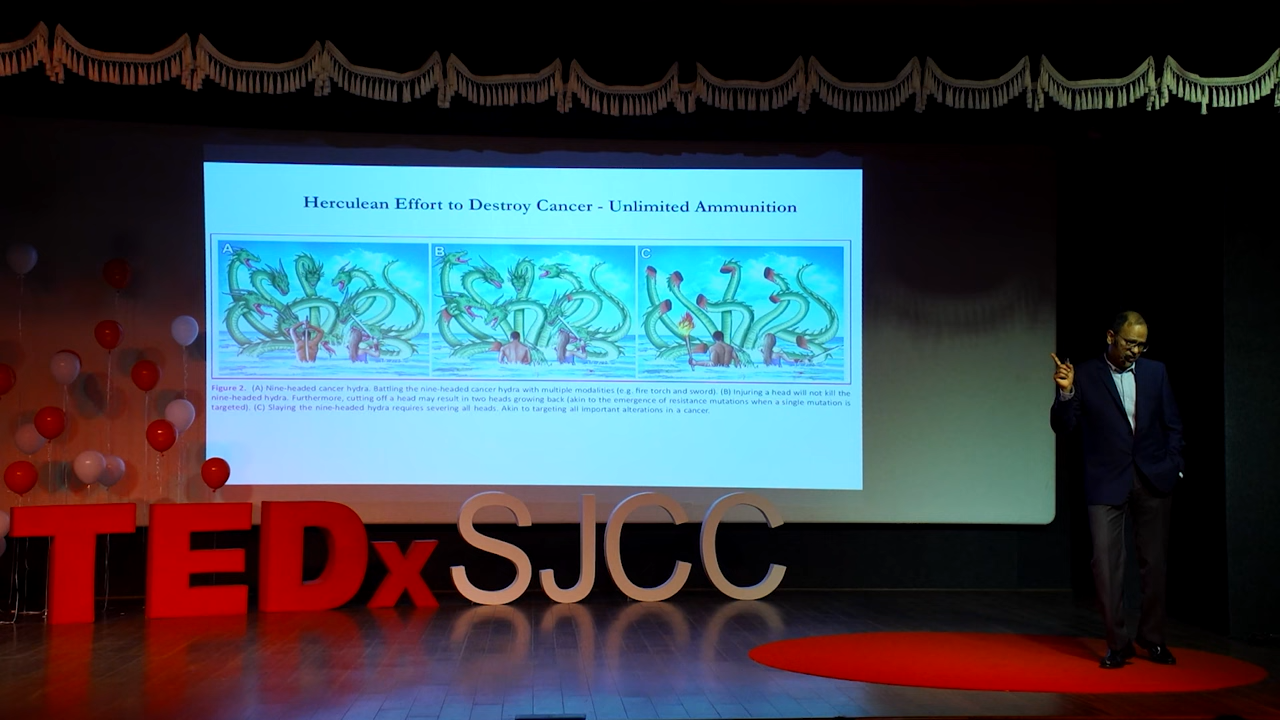 Herculean Effort to Destroy Cancer - Unlimited Ammunition
A B C
Figure 2. (A) Nine-headed cancer hydra. Battling the nine-headed cancer hydra with multiple modalities (e.g. fire torch and sword). (B) Injuring a head will not kill the
nine-headed hydra. Furthermore, cutting off a head may result in two heads growing back (akin to the emergence of resistance mutations when a single mutation is
targeted). (C) Slaying the nine-headed hydra requires severing all heads. Akin to targeting all important alterations in a cancer.
TEDx SJCC